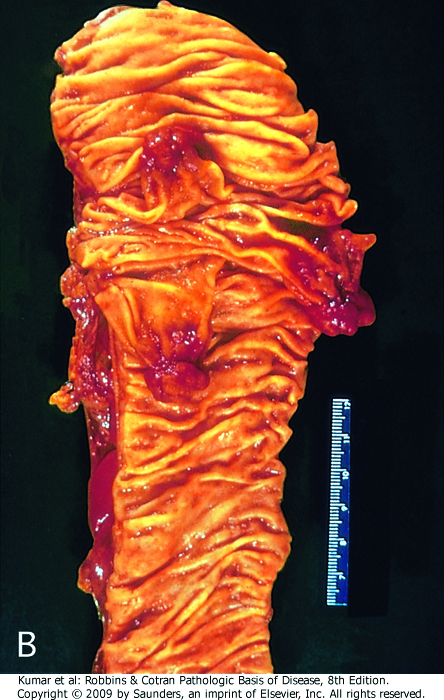 B
Kumar et al: Robbins & Cotran Pathologic Basis of Disease, 8th Edition.
Copyright © 2009 by Saunders, an imprint of Elsevier, Inc. All rights reserved.